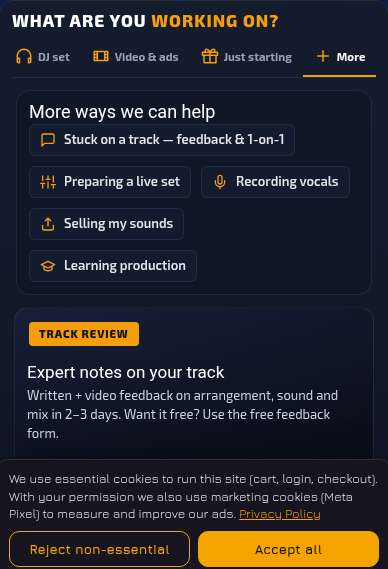 WHAT ARE YOU WORKING ON?
DJ set
Video & ads
Just starting
More
More ways we can help
Stuck on a track — feedback & 1-on-1
Preparing a live set
Recording vocals
Selling my sounds
Learning production
TRACK REVIEW
Expert notes on your track
Written + video feedback on arrangement, sound and
mix in 2–3 days. Want it free? Use the free feedback
form.
We use essential cookies to run this site (cart, login, checkout).
With your permission we also use marketing cookies (Meta
Pixel) to measure and improve our ads. Privacy Policy
Reject non-essential
Accept all